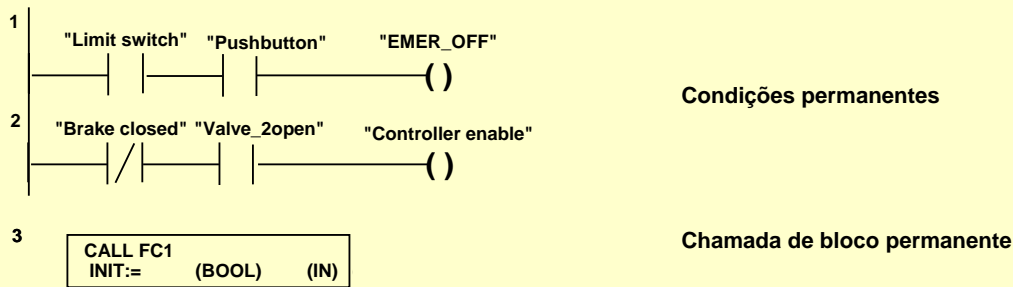 1
"Limit switch" "Pushbutton" "EMER_OFF"
( )
Condições permanentes
2
"Brake closed" "Valve_2open" "Controller enable"
( )
3
Chamada de bloco permanente
CALL FC1
INIT:= (BOOL) (IN)